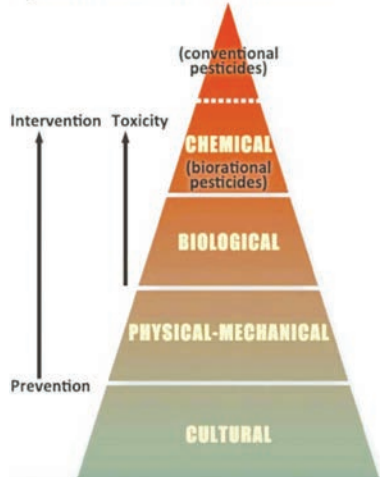 (conventional
pesticides)
Intervention Toxicity
CHEMICAL
(biorational
pesticides)
BIOLOGICAL
PHYSICAL-MECHANICAL
Prevention
CULTURAL